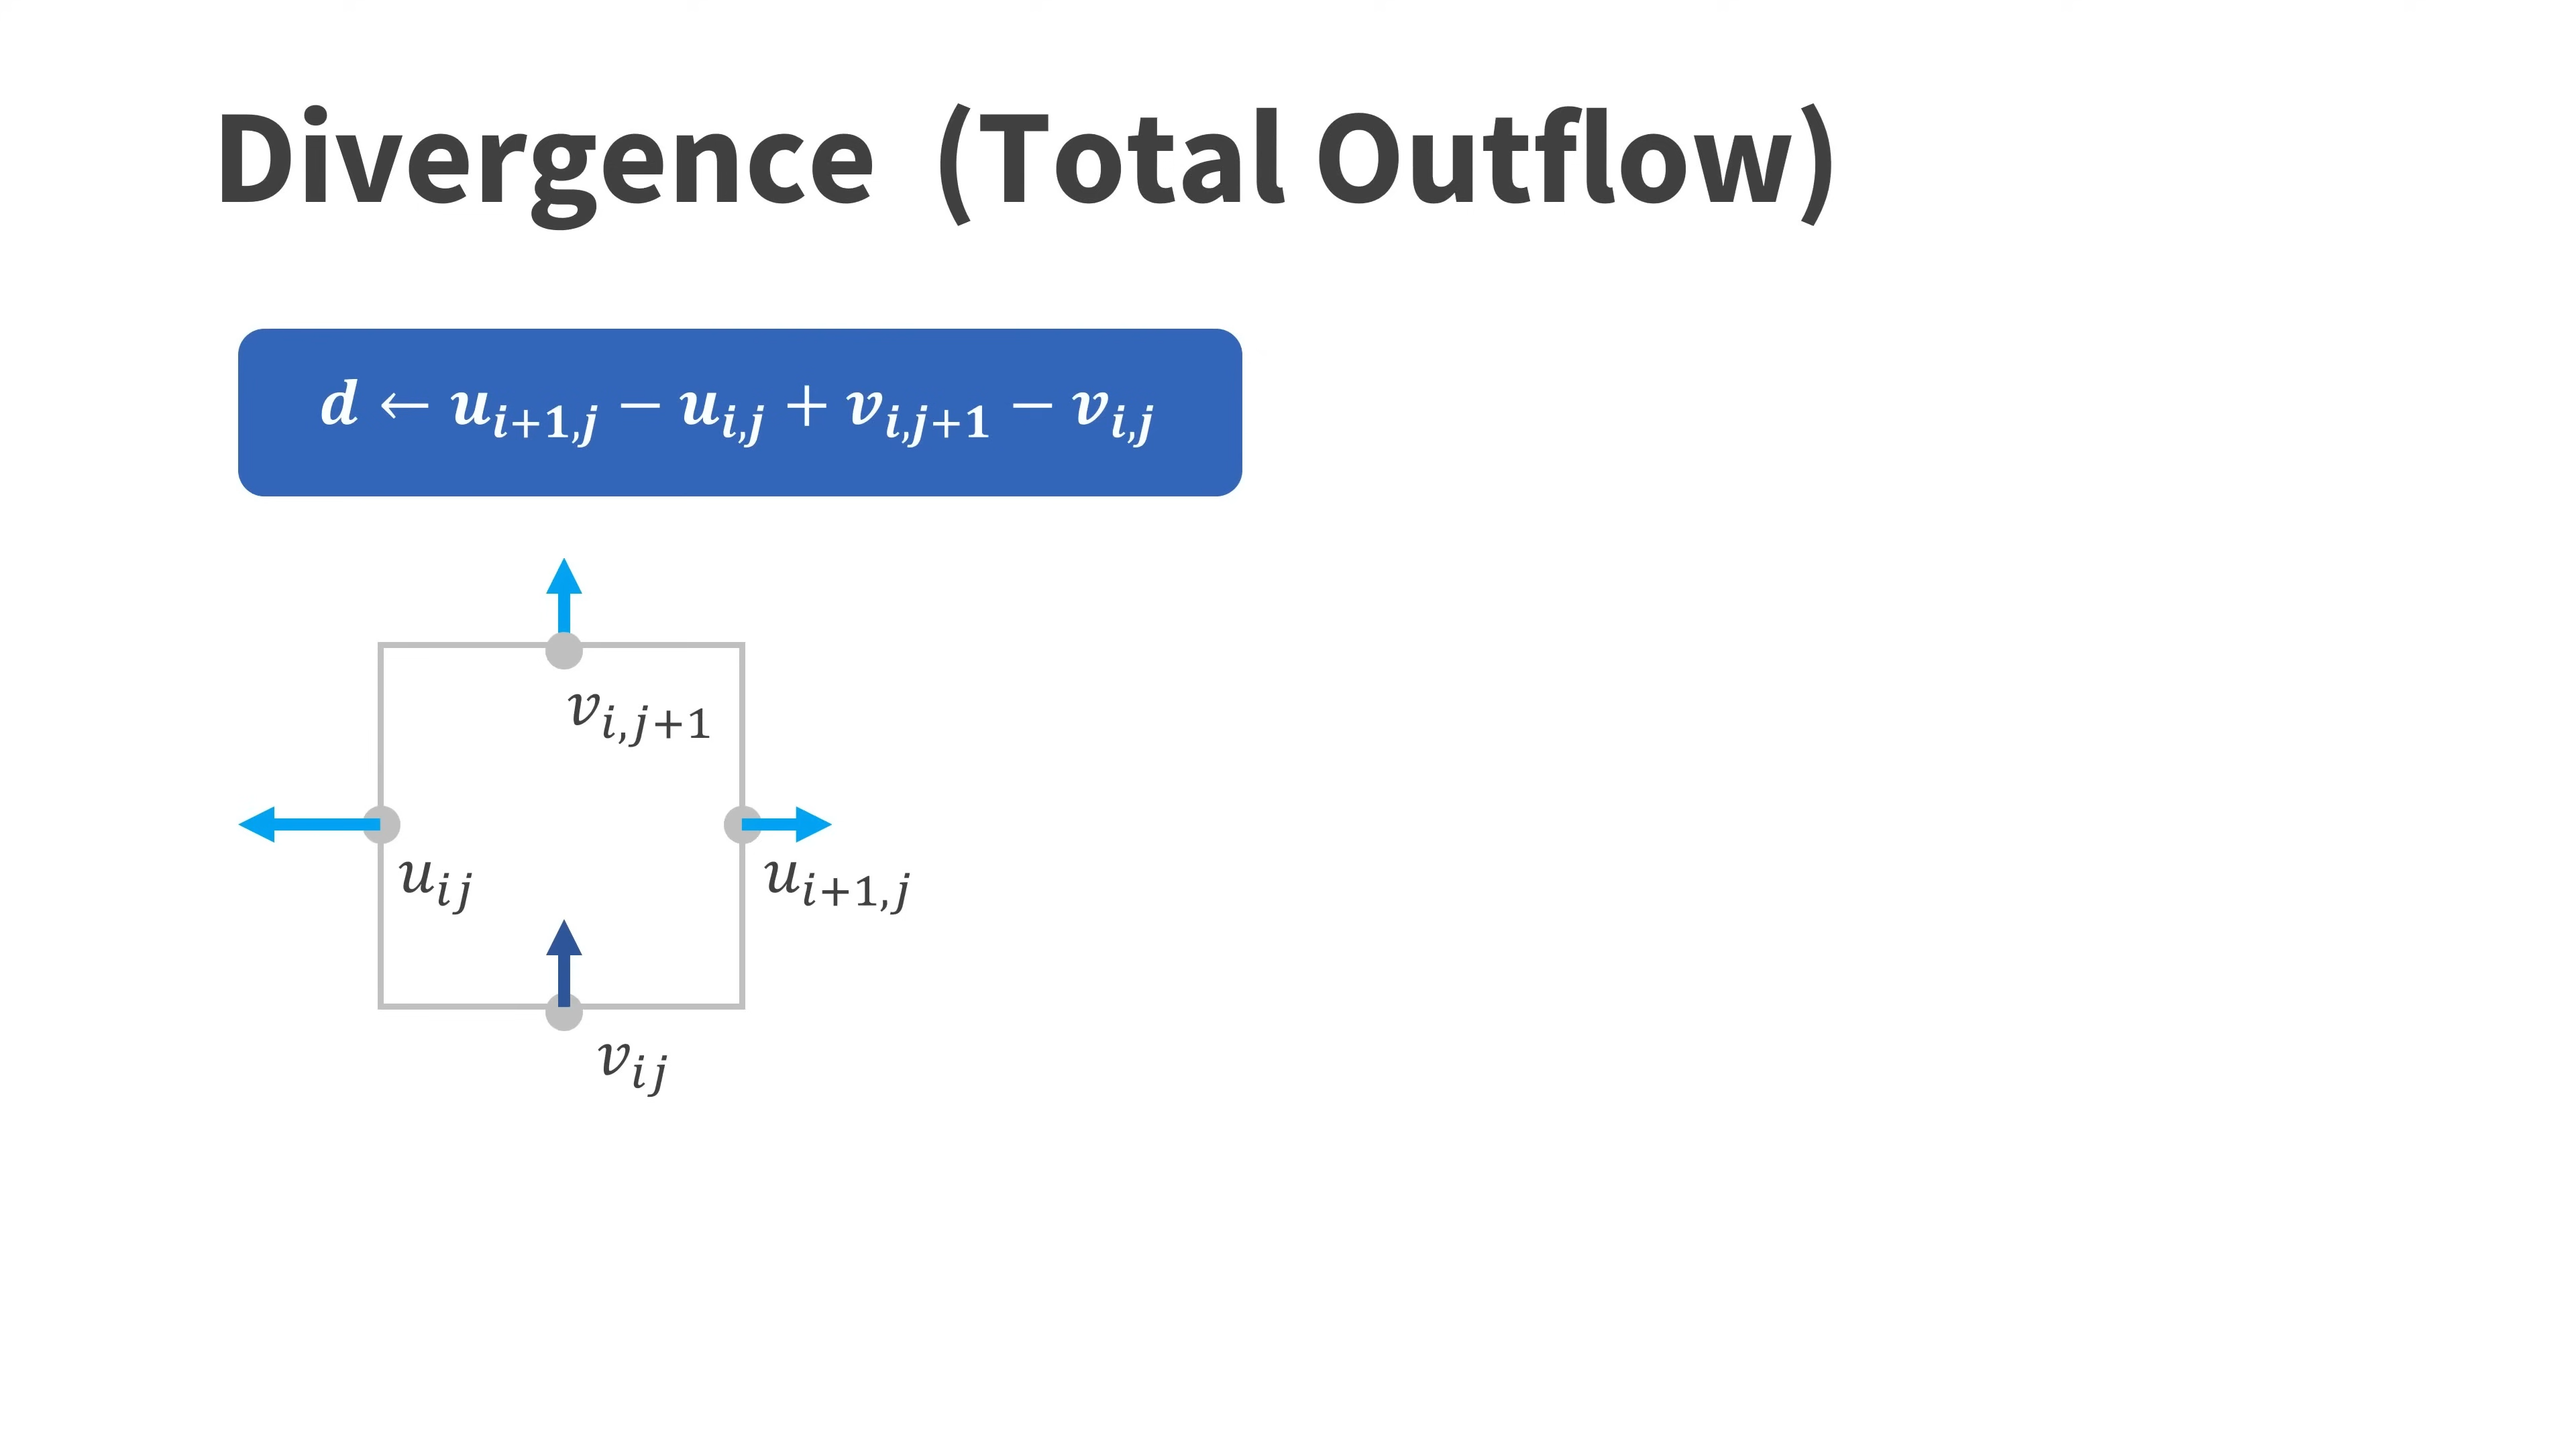 Divergence (Total Outflow)
d ← u_{i+1,j} − u_{i,j} + v_{i,j+1} − v_{i,j}
v_{i,j+1}
u_{ij}
u_{i+1,j}
v_{ij}